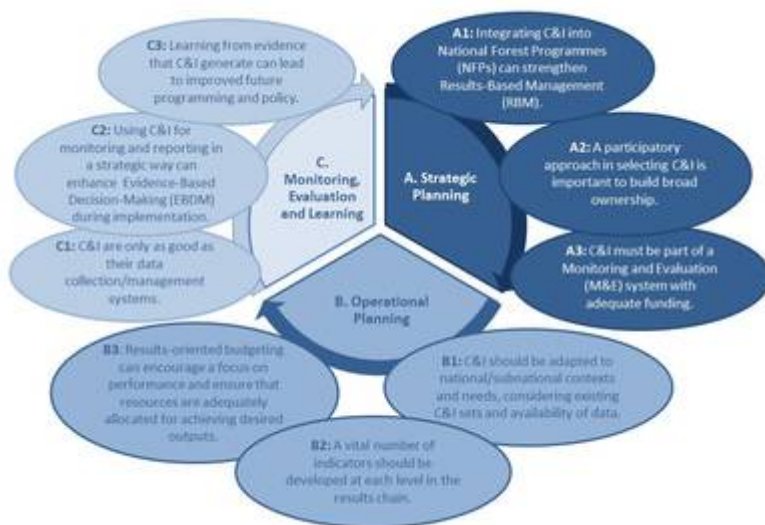 C3: Learning from evidence
that C&I generate can lead
to improved future
programming and policy.
A1: Integrating C&I into
National Forest Programmes
(NFPs) can strengthen
Results-Based Management
(RBM).
C2: Using C&I for
monitoring and reporting in
a strategic way can
enhance Evidence-Based
Decision-Making (EBDM)
during implementation.
C.
Monitoring,
Evaluation
and Learning
A. Strategic
Planning
A2: A participatory
approach in selecting C&I is
important to build broad
ownership.
C1: C&I are only as good as
their data
collection/management
systems.
A3: C&I must be part of a
Monitoring and Evaluation
(M&E) system with
adequate funding.
B. Operational
Planning
B3: Results-oriented budgeting
can encourage a focus on
performance and ensure that
resources are adequately
allocated for achieving desired
outputs.
B1: C&I should be adapted to
national/subnational contexts
and needs, considering existing
C&I sets and availability of data.
B2: A vital number of
indicators should be
developed at each level in the
results chain.